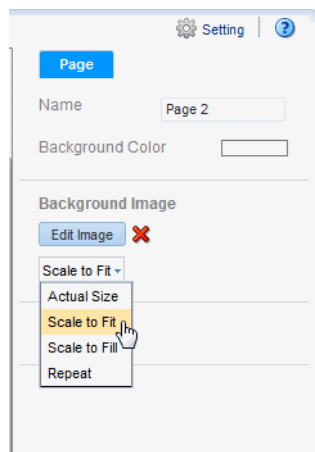 Setting
?
Page
Name Page 2
Background Color
Background Image
Edit Image
Scale to Fit
Actual Size
Scale to Fit
Scale to Fill
Repeat